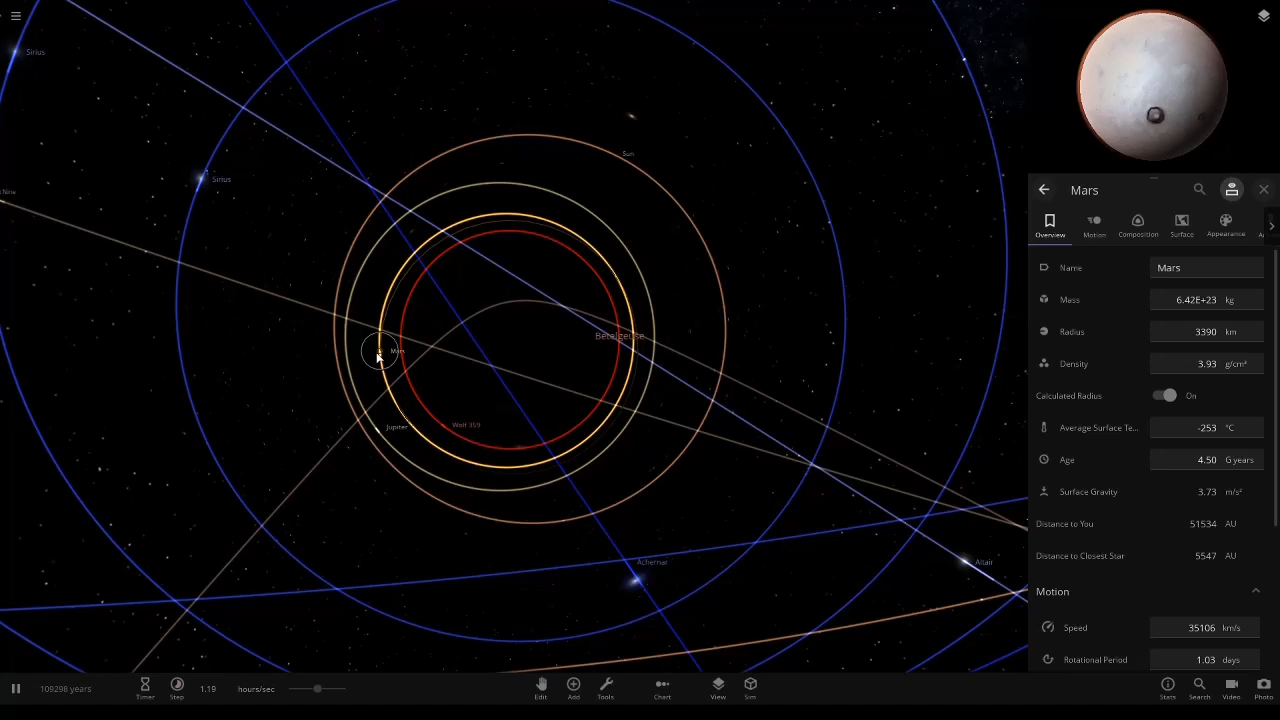 Sirius
Sirius
t Nine
Sun
Betelgeuse
Mars
Jupiter
Wolf 359
Achernar
Altair
Mars
Overview
Motion
Composition
Surface
Appearance
Name
Mars
Mass
6.42E+23 kg
Radius
3390 km
Density
3.93 g/cm³
Calculated Radius
On
Average Surface Te...
-253 °C
Age
4.50 G years
Surface Gravity
3.73 m/s²
Distance to You
51534 AU
Distance to Closest Star
5547 AU
Motion
Speed
35106 km/s
Rotational Period
1.03 days
109298 years
Timer
Step
1.19 hours/sec
Edit
Add
Tools
Chart
View
Sim
Stats
Search
Video
Photo